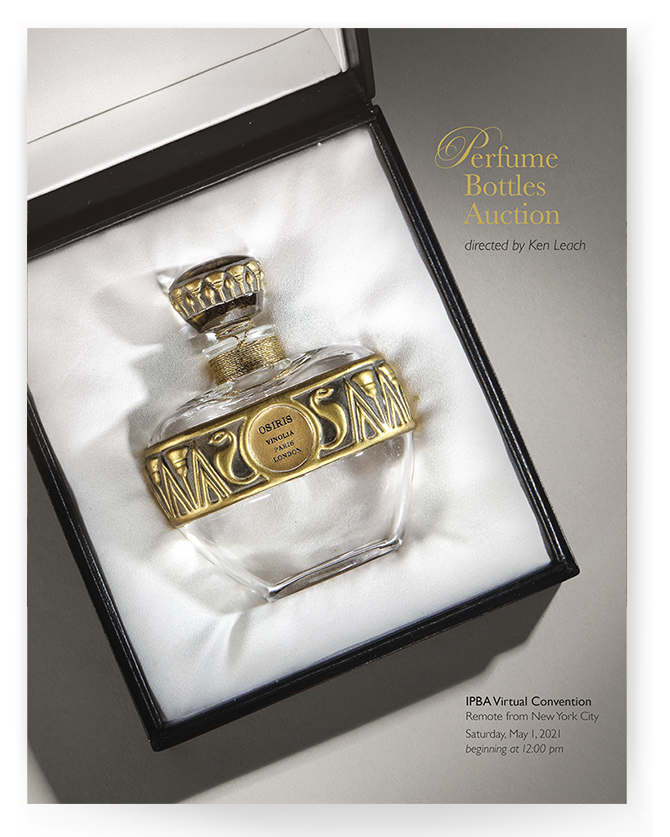 Perfume
Bottles
Auction
directed by Ken Leach
OSIRIS
VINOLIA
PARIS
LONDON
IPBA Virtual Convention
Remote from New York City
Saturday, May 1, 2021
beginning at 12:00 pm